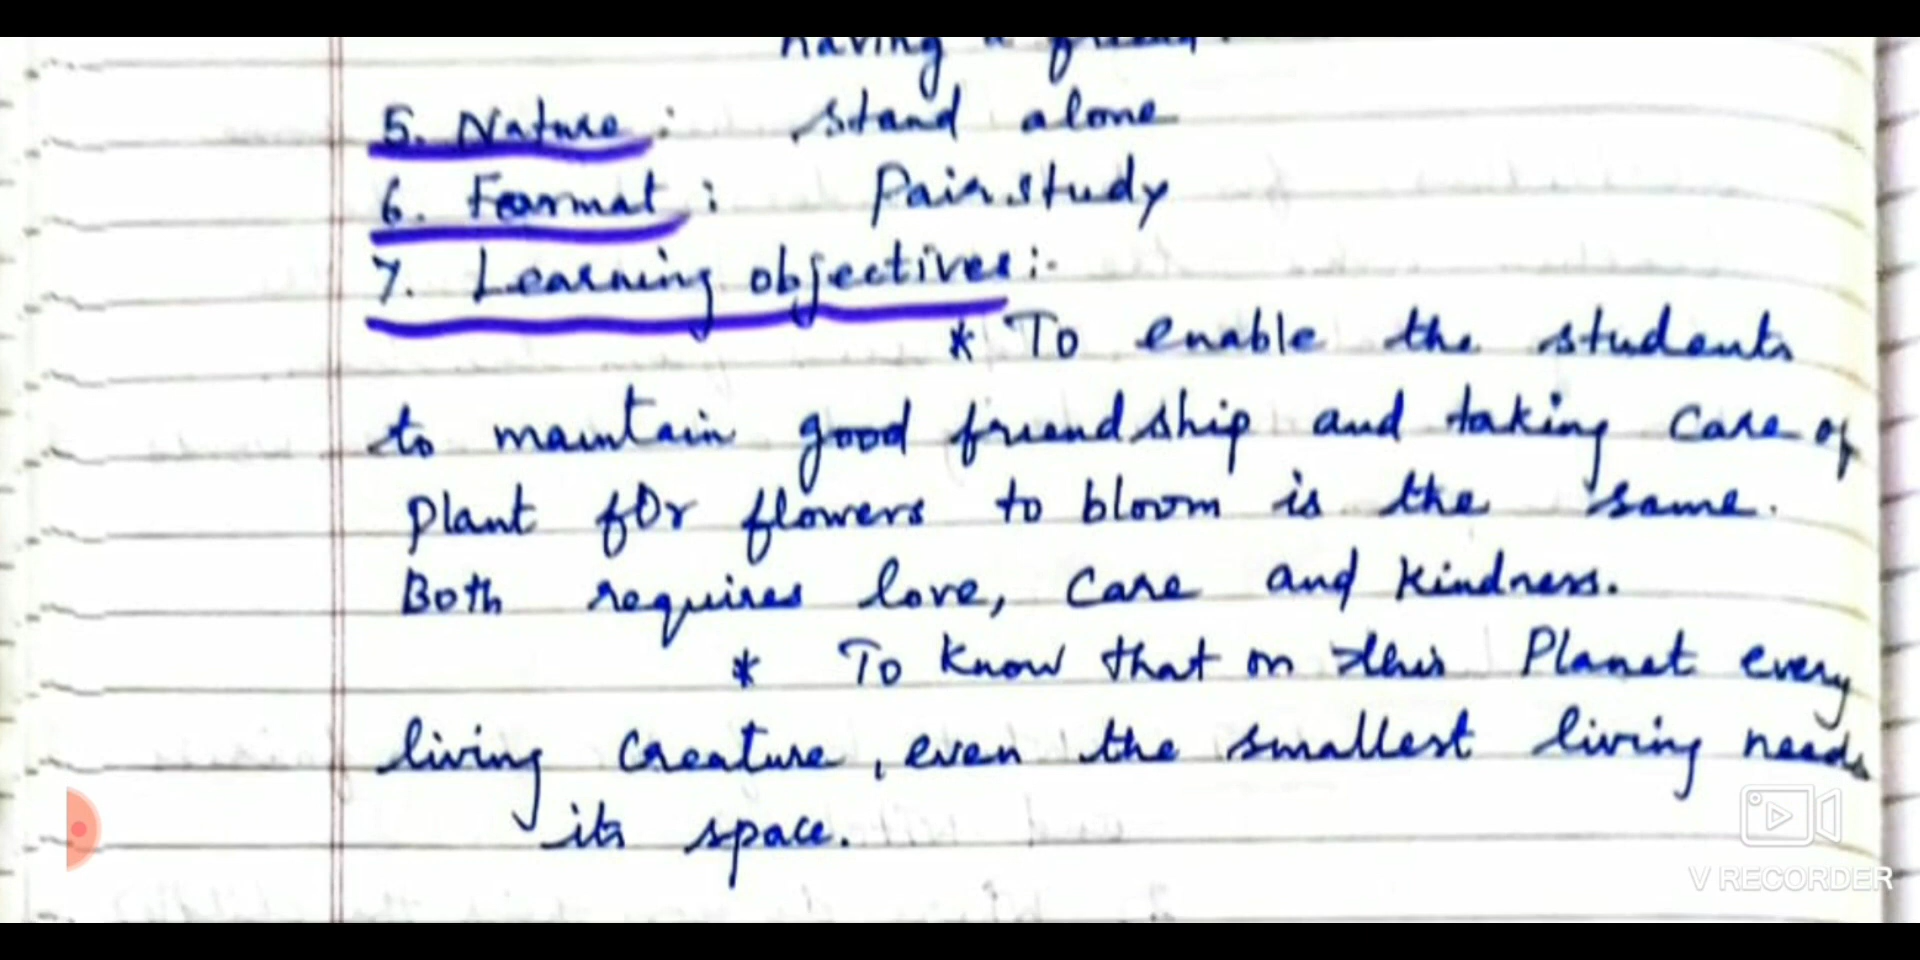 having a friend.
5. Nature: stand alone
6. Format: Pair study
7. Learning objectives:-
* To enable the students
to maintain good friendship and taking care of
plant for flowers to bloom is the same.
Both requires love, care and kindness.
* To know that on this Planet every
living creature, even the smallest living needs
its space.
V RECORDER